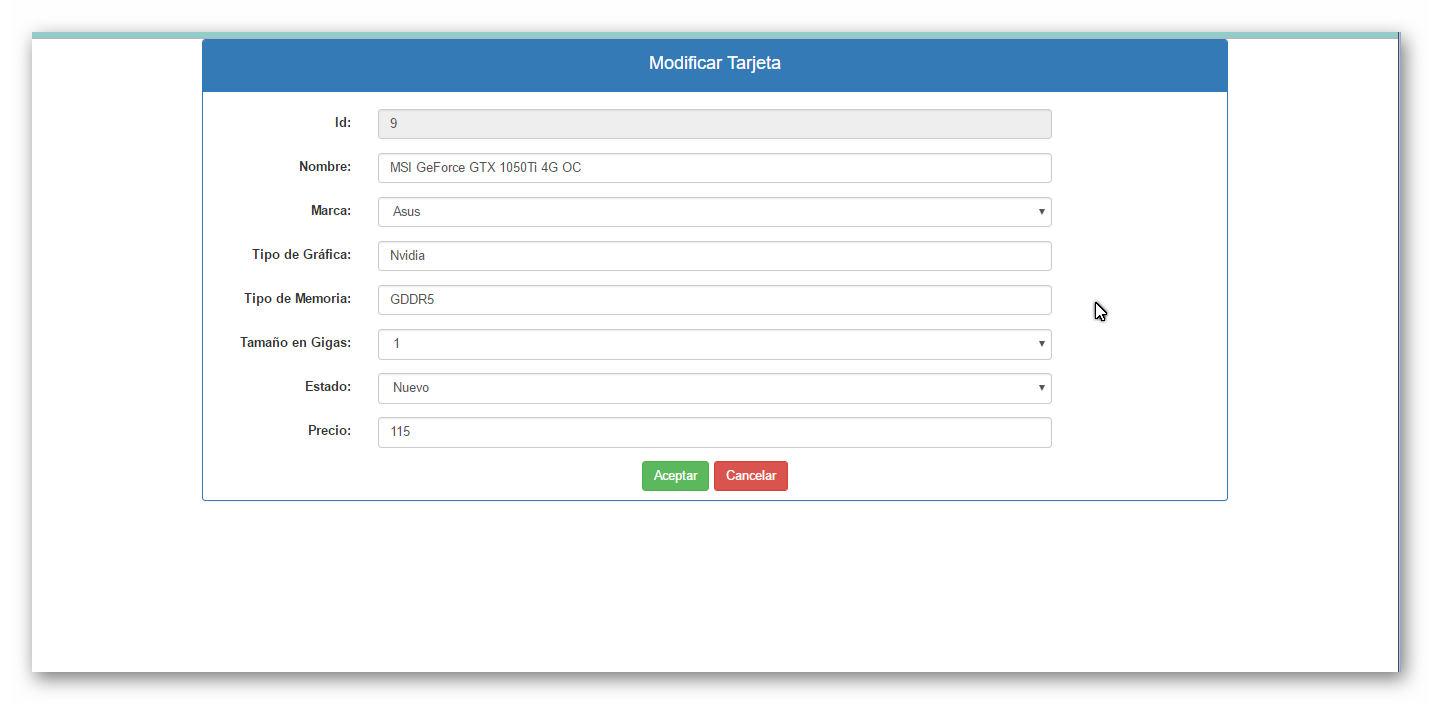 Modificar Tarjeta
Id: 9
Nombre: MSI GeForce GTX 1050Ti 4G OC
Marca: Asus
Tipo de Gráfica: Nvidia
Tipo de Memoria: GDDR5
Tamaño en Gigas: 1
Estado: Nuevo
Precio: 115
Aceptar Cancelar